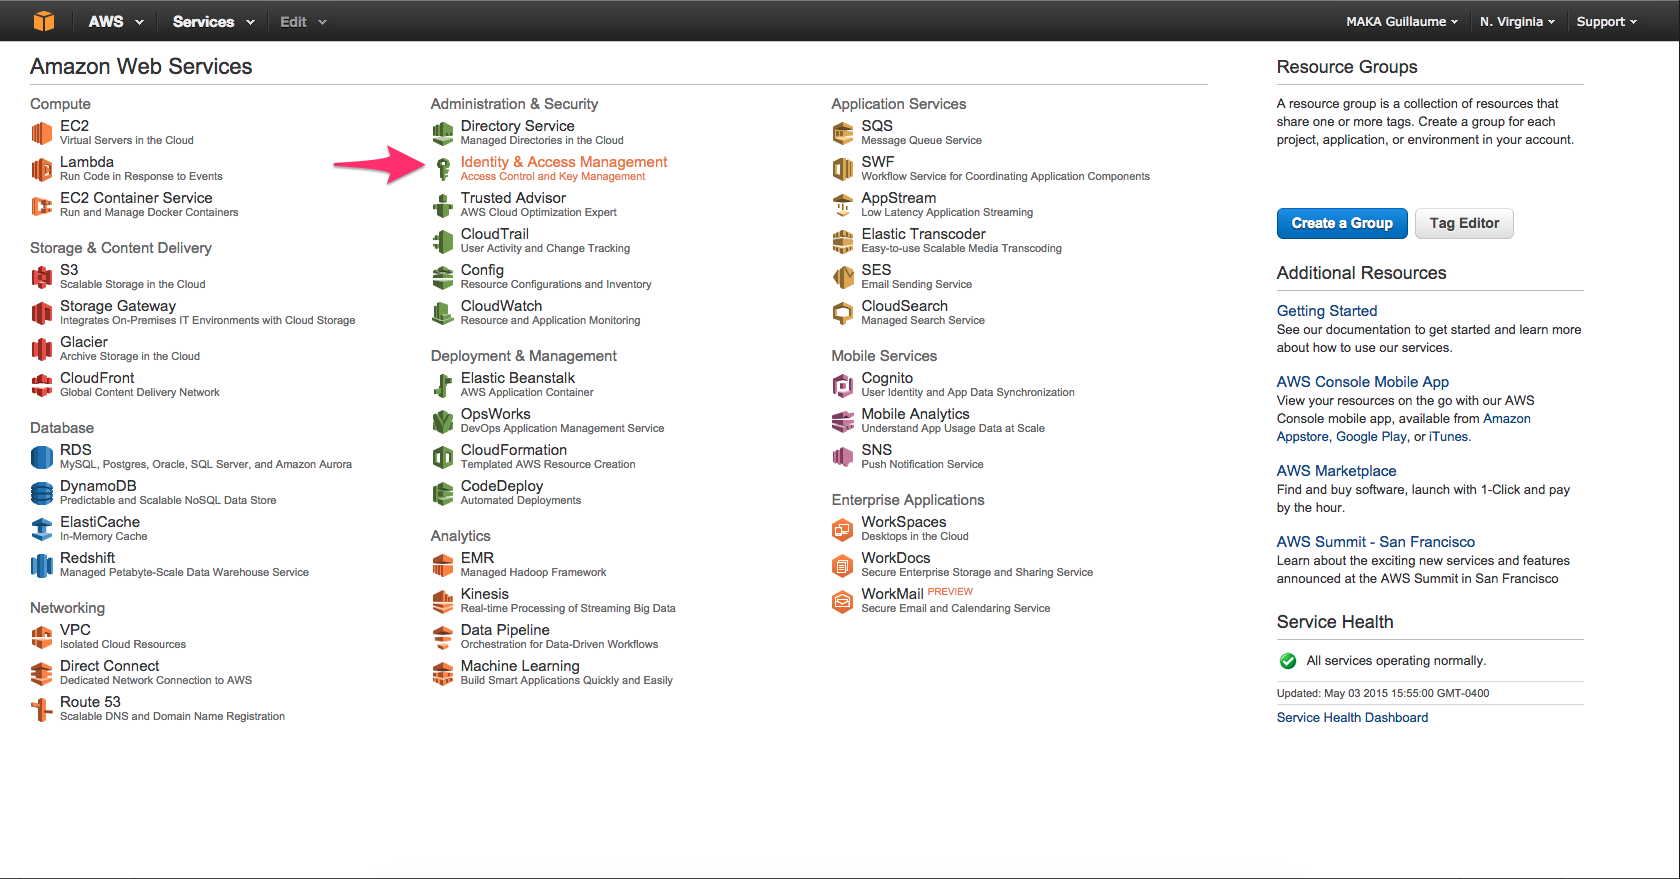 AWS Services Edit MAKA Guillaume N. Virginia Support
Amazon Web Services
Compute
EC2
Virtual Servers in the Cloud
Lambda
Run Code in Response to Events
EC2 Container Service
Run and Manage Docker Containers
Storage & Content Delivery
S3
Scalable Storage in the Cloud
Storage Gateway
Integrates On-Premises IT Environments with Cloud Storage
Glacier
Archive Storage in the Cloud
CloudFront
Global Content Delivery Network
Database
RDS
MySQL, Postgres, Oracle, SQL Server, and Amazon Aurora
DynamoDB
Predictable and Scalable NoSQL Data Store
ElastiCache
In-Memory Cache
Redshift
Managed Petabyte-Scale Data Warehouse Service
Networking
VPC
Isolated Cloud Resources
Direct Connect
Dedicated Network Connection to AWS
Route 53
Scalable DNS and Domain Name Registration
Administration & Security
Directory Service
Managed Directories in the Cloud
Identity & Access Management
Access Control and Key Management
Trusted Advisor
AWS Cloud Optimization Expert
CloudTrail
User Activity and Change Tracking
Config
Resource Configurations and Inventory
CloudWatch
Resource and Application Monitoring
Deployment & Management
Elastic Beanstalk
AWS Application Container
OpsWorks
DevOps Application Management Service
CloudFormation
Templated AWS Resource Creation
CodeDeploy
Automated Deployments
Analytics
EMR
Managed Hadoop Framework
Kinesis
Real-time Processing of Streaming Big Data
Data Pipeline
Orchestration for Data-Driven Workflows
Machine Learning
Build Smart Applications Quickly and Easily
Application Services
SQS
Message Queue Service
SWF
Workflow Service for Coordinating Application Components
AppStream
Low Latency Application Streaming
Elastic Transcoder
Easy-to-use Scalable Media Transcoding
SES
Email Sending Service
CloudSearch
Managed Search Service
Mobile Services
Cognito
User Identity and App Data Synchronization
Mobile Analytics
Understand App Usage Data at Scale
SNS
Push Notification Service
Enterprise Applications
WorkSpaces
Desktops in the Cloud
WorkDocs
Secure Enterprise Storage and Sharing Service
WorkMail PREVIEW
Secure Email and Calendaring Service
Resource Groups
A resource group is a collection of resources that
share one or more tags. Create a group for each
project, application, or environment in your account.
Create a Group Tag Editor
Additional Resources
Getting Started
See our documentation to get started and learn more
about how to use our services.
AWS Console Mobile App
View your resources on the go with our AWS
Console mobile app, available from Amazon
Appstore, Google Play, or iTunes.
AWS Marketplace
Find and buy software, launch with 1-Click and pay
by the hour.
AWS Summit - San Francisco
Learn about the exciting new services and features
announced at the AWS Summit in San Francisco
Service Health
All services operating normally.
Updated: May 03 2015 15:55:00 GMT-0400
Service Health Dashboard